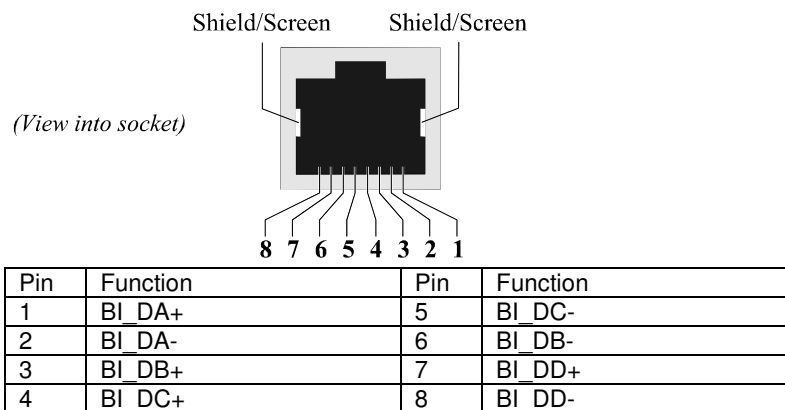 Shield/Screen Shield/Screen
(View into socket)
8 7 6 5 4 3 2 1
Pin Function Pin Function
1 BI_DA+ 5 BI_DC-
2 BI_DA- 6 BI_DB-
3 BI_DB+ 7 BI_DD+
4 BI_DC+ 8 BI_DD-